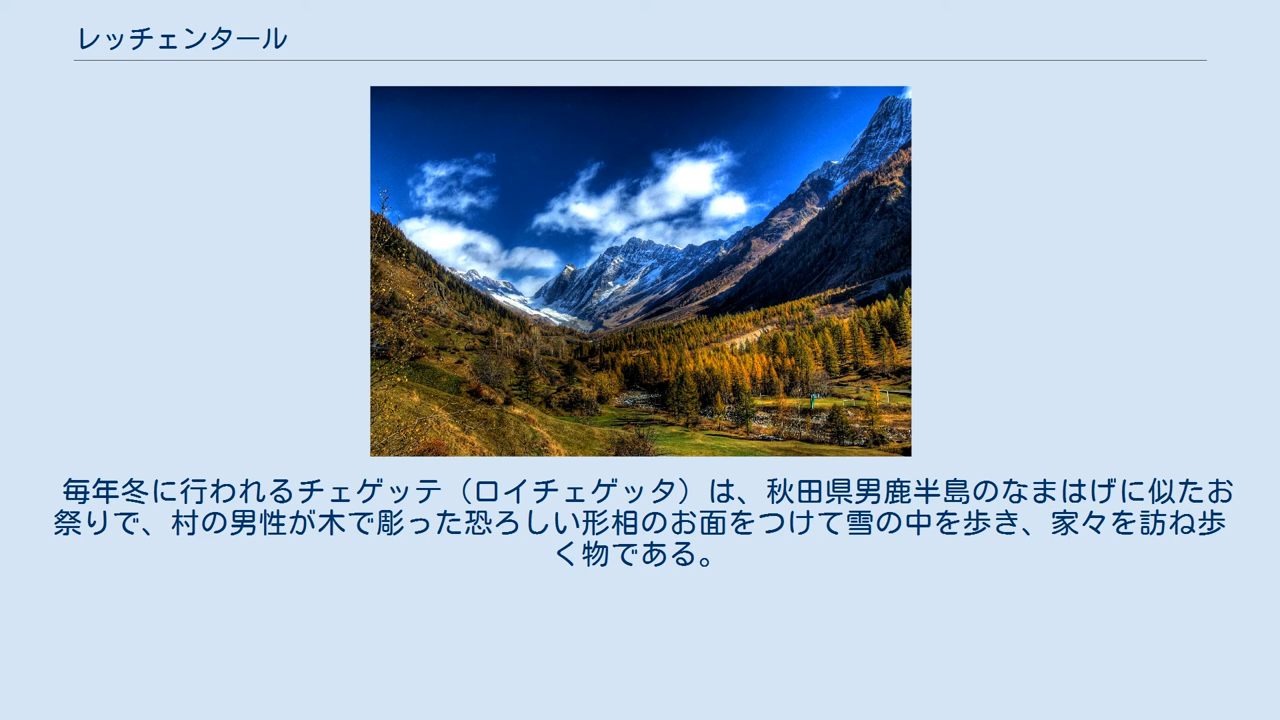 レッチェンタール
毎年冬に行われるチェゲッテ（ロイチェゲッタ）は、秋田県男鹿半島のなまはげに似たお
祭りで、村の男性が木で彫った恐ろしい形相のお面をつけて雪の中を歩き、家々を訪ね歩
く物である。